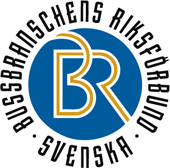 BUSSBRANSCHENS RIKSFÖRBUND
BR
· SVENSKA ·